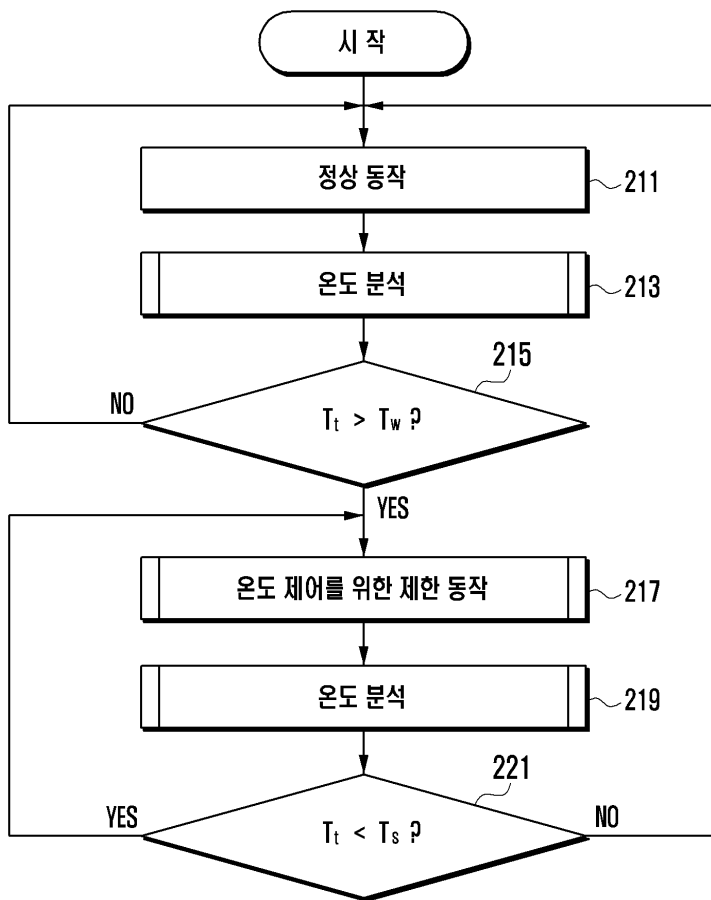 시 작
정상 동작
211
온도 분석
213
215
Tt > Tw ?
NO
YES
온도 제어를 위한 제한 동작
217
온도 분석
219
221
YES
Tt < Ts ?
NO